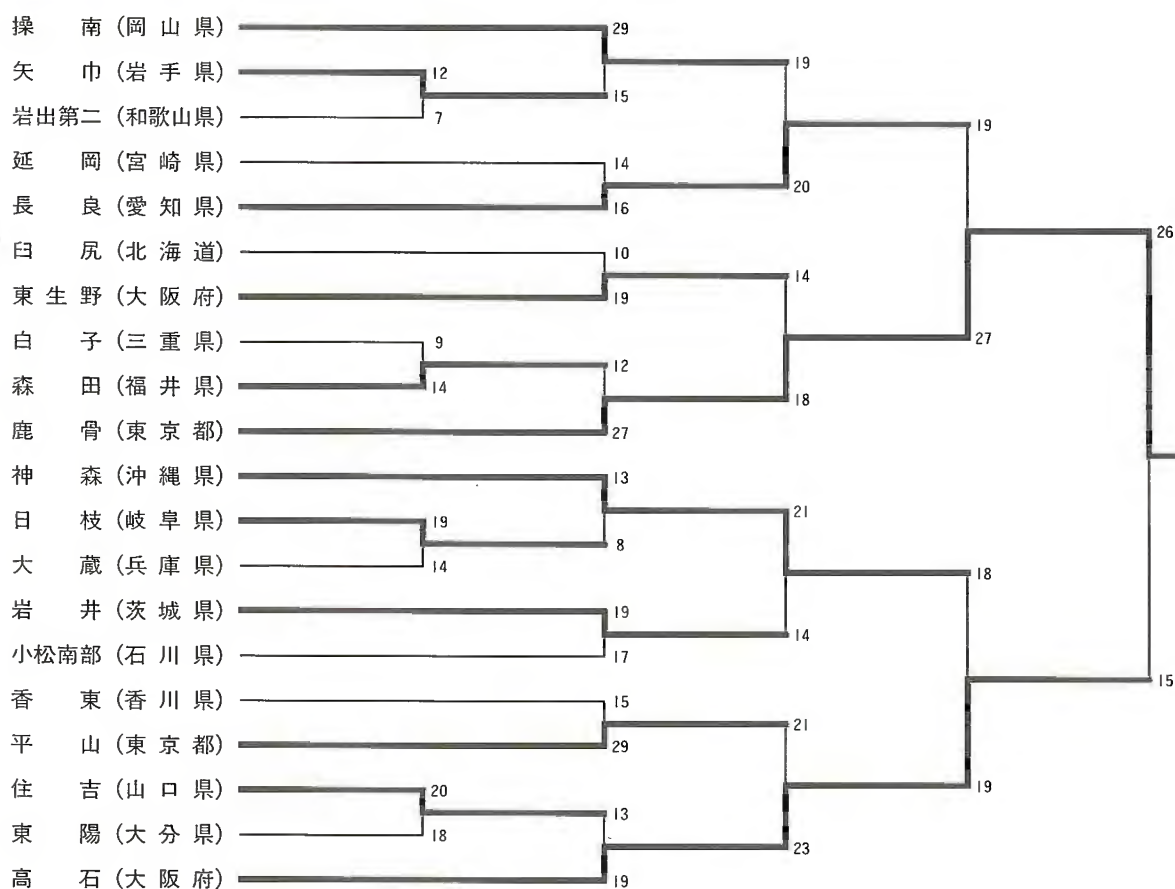 操南（岡山県） 29
19
矢巾（岩手県） 12
15
岩出第二（和歌山県） 7
19
延岡（宮崎県） 14
20
長良（愛知県） 16
26
臼尻（北海道） 10
14
東生野（大阪府） 19
27
白子（三重県） 9
12
森田（福井県） 14
18
鹿骨（東京都） 27
神森（沖縄県） 13
21
日枝（岐阜県） 19
8
大蔵（兵庫県） 14
18
岩井（茨城県） 19
14
小松南部（石川県） 17
15
香東（香川県） 15
21
平山（東京都） 29
19
住吉（山口県） 20
13
東陽（大分県） 18
23
高石（大阪府） 19